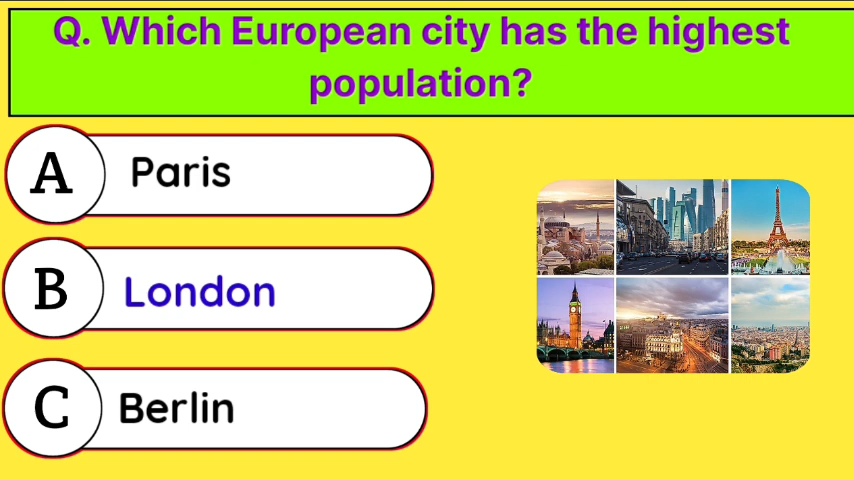 Q. Which European city has the highest
population?
A Paris
B London
C Berlin